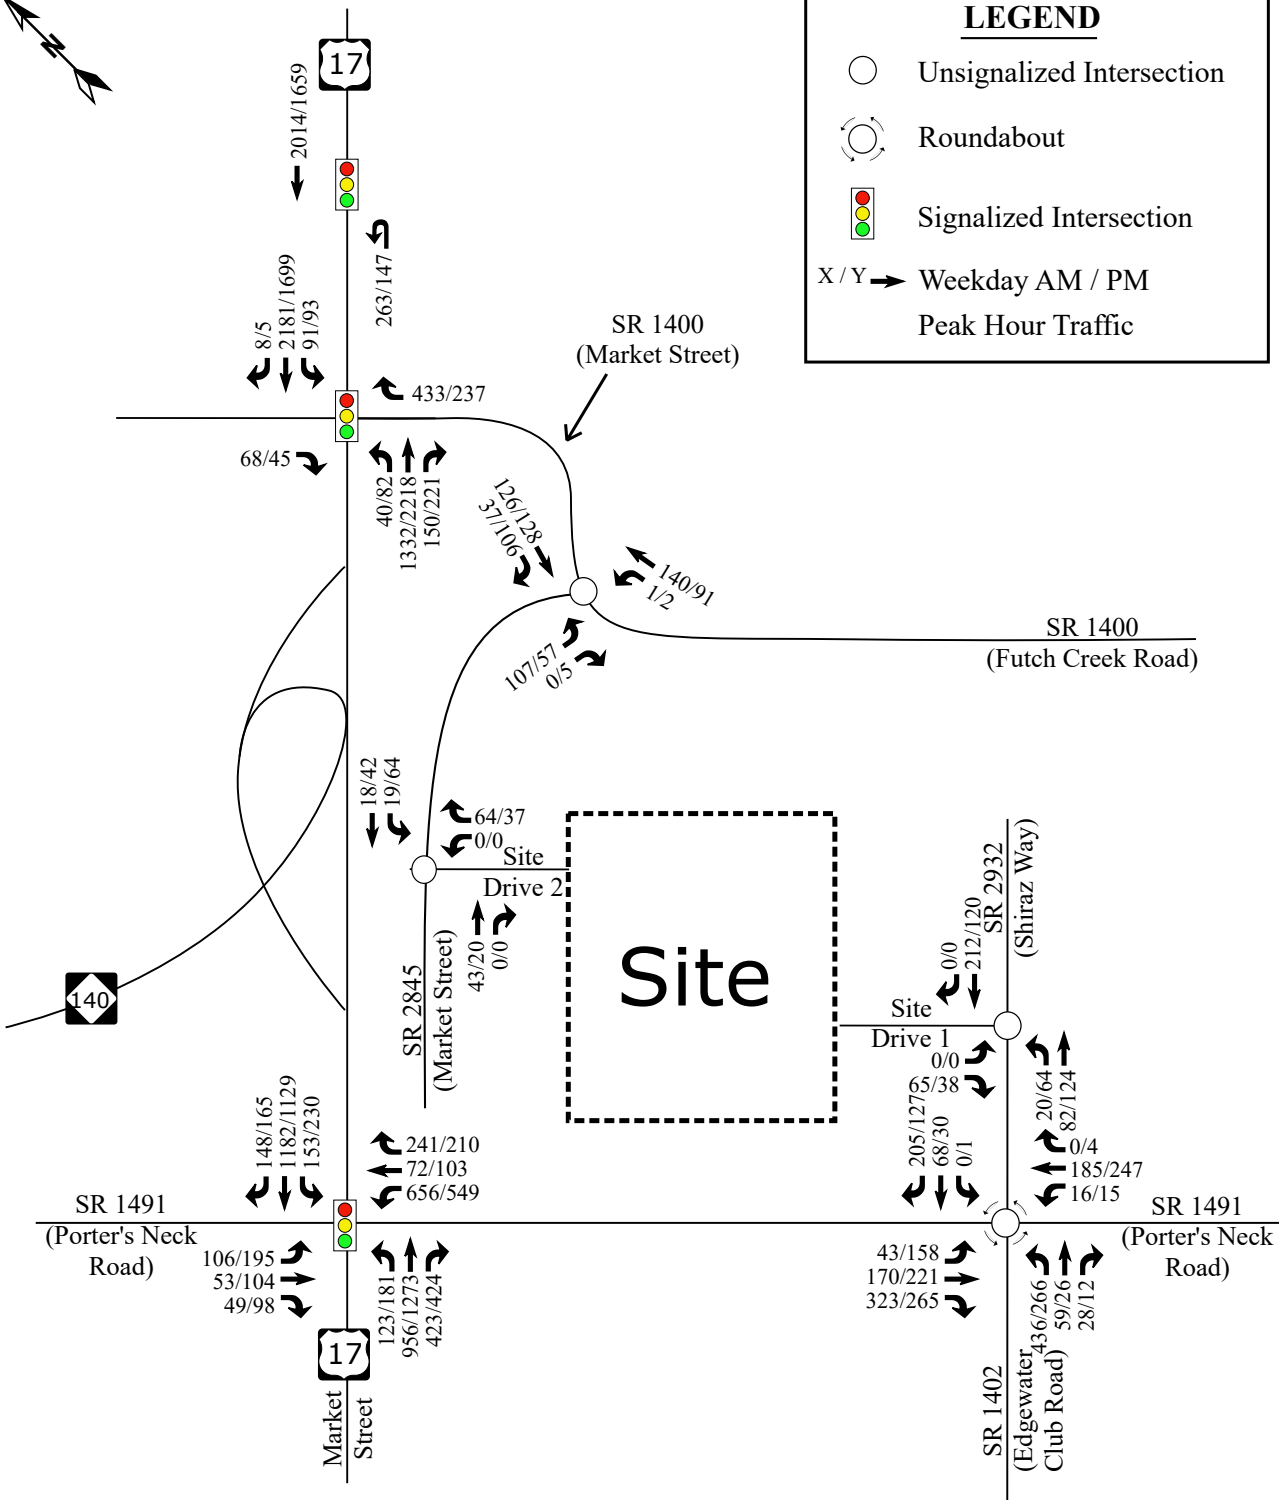 LEGEND
Unsignalized Intersection
Roundabout
Signalized Intersection
X / Y
Weekday AM / PM
Peak Hour Traffic
N
17
2014/1659
263/147
8/5
2181/1699
91/93
433/237
68/45
40/82
1332/2218
150/221
SR 1400
(Market Street)
126/128
37/106
140/91
1/2
107/57
0/5
SR 1400
(Futch Creek Road)
18/42
19/64
64/37
0/0
Site
Drive 2
43/20
0/0
SR 2845
(Market Street)
Site
SR 2932
(Shiraz Way)
0/0
212/120
Site
Drive 1
0/0
65/38
20/64
82/124
140
148/165
1182/1129
153/230
241/210
72/103
656/549
SR 1491
(Porter's Neck
Road)
106/195
53/104
49/98
123/181
956/1273
423/424
17
Market
Street
205/127
68/30
0/1
0/4
185/247
16/15
SR 1491
(Porter's Neck
Road)
43/158
170/221
323/265
436/266
59/26
28/12
SR 1402
(Edgewater
Club Road)